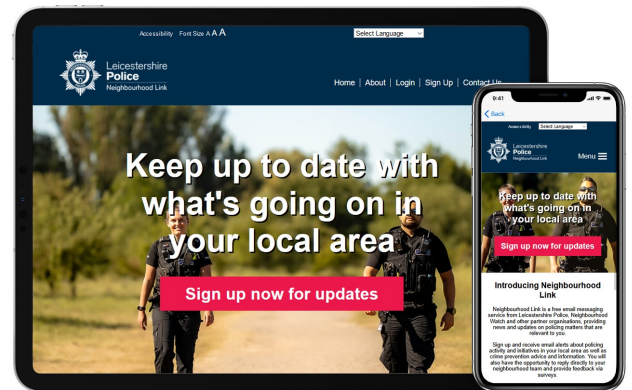 Accessibility Font Size A A A
Select Language
Leicestershire
Police
Neighbourhood Link
Home | About | Login | Sign Up | Contact Us
Keep up to date with
what's going on in
your local area
Sign up now for updates
9:41
Back
Accessibility Select Language
Leicestershire
Police
Neighbourhood Link
Menu
Keep up to date with
what's going on in
your local area
Sign up now for updates
Introducing Neighbourhood
Link
Neighbourhood Link is a free email messaging
service from Leicestershire Police, Neighbourhood
Watch and other partner organisations, providing
news and updates on policing matters that are
relevant to you.
Sign up and receive email alerts about policing
activity and initiatives in your local area as well as
crime prevention advice and information. You will
also have the opportunity to reply directly to your
neighbourhood team and provide feedback via
surveys.